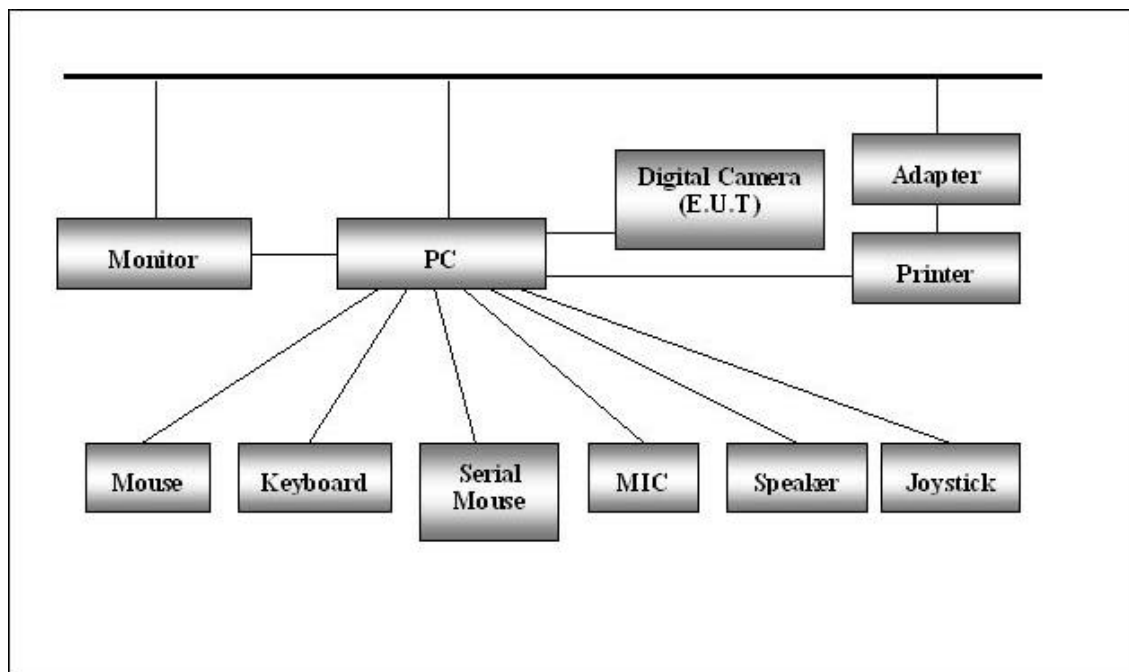 Digital Camera
(E.U.T)
Adapter
Monitor
PC
Printer
Mouse
Keyboard
Serial
Mouse
MIC
Speaker
Joystick